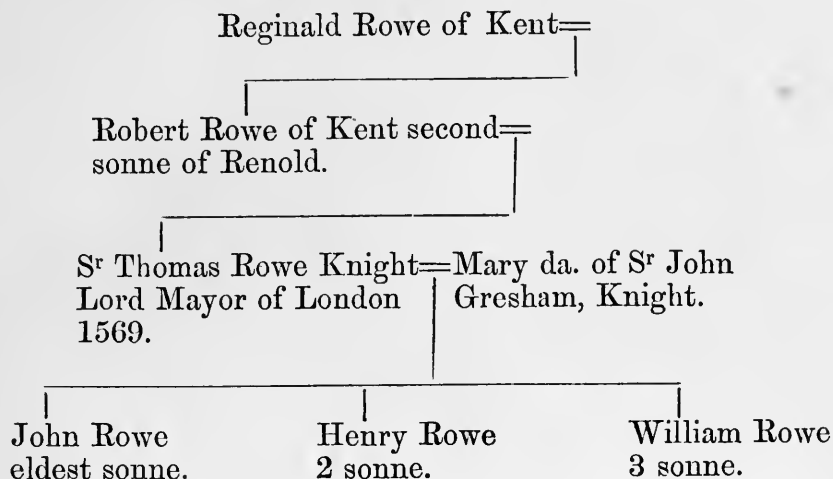 Reginald Rowe of Kent=
Robert Rowe of Kent second=
sonne of Renold.
Sʳ Thomas Rowe Knight=Mary da. of Sʳ John
Lord Mayor of London Gresham, Knight.
1569.
John Rowe Henry Rowe William Rowe
eldest sonne. 2 sonne. 3 sonne.